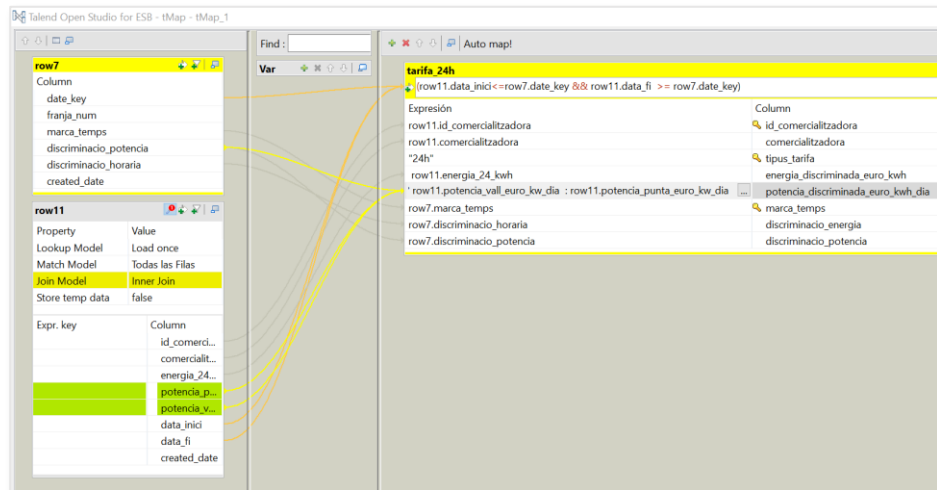 Talend Open Studio for ESB - tMap - tMap_1
Find :
Auto map!
row7
Column
date_key
franja_num
marca_temps
discriminacio_potencia
discriminacio_horaria
created_date
row11
Property Value
Lookup Model Load once
Match Model Todas las Filas
Join Model Inner Join
Store temp data false
Expr. key Column
id_comerci...
comercialit...
energia_24...
potencia_p...
potencia_v...
data_inici
data_fi
created_date
Var
tarifa_24h
(row11.data_inici<=row7.date_key && row11.data_fi >= row7.date_key)
Expresión Column
row11.id_comercialitzadora id_comercialitzadora
row11.comercialitzadora comercialitzadora
"24h" tipus_tarifa
row11.energia_24_kwh energia_discriminada_euro_kwh
' row11.potencia_vall_euro_kw_dia : row11.potencia_punta_euro_kw_dia ... potencia_discriminada_euro_kwh_dia
row7.marca_temps marca_temps
row7.discriminacio_horaria discriminacio_energia
row7.discriminacio_potencia discriminacio_potencia